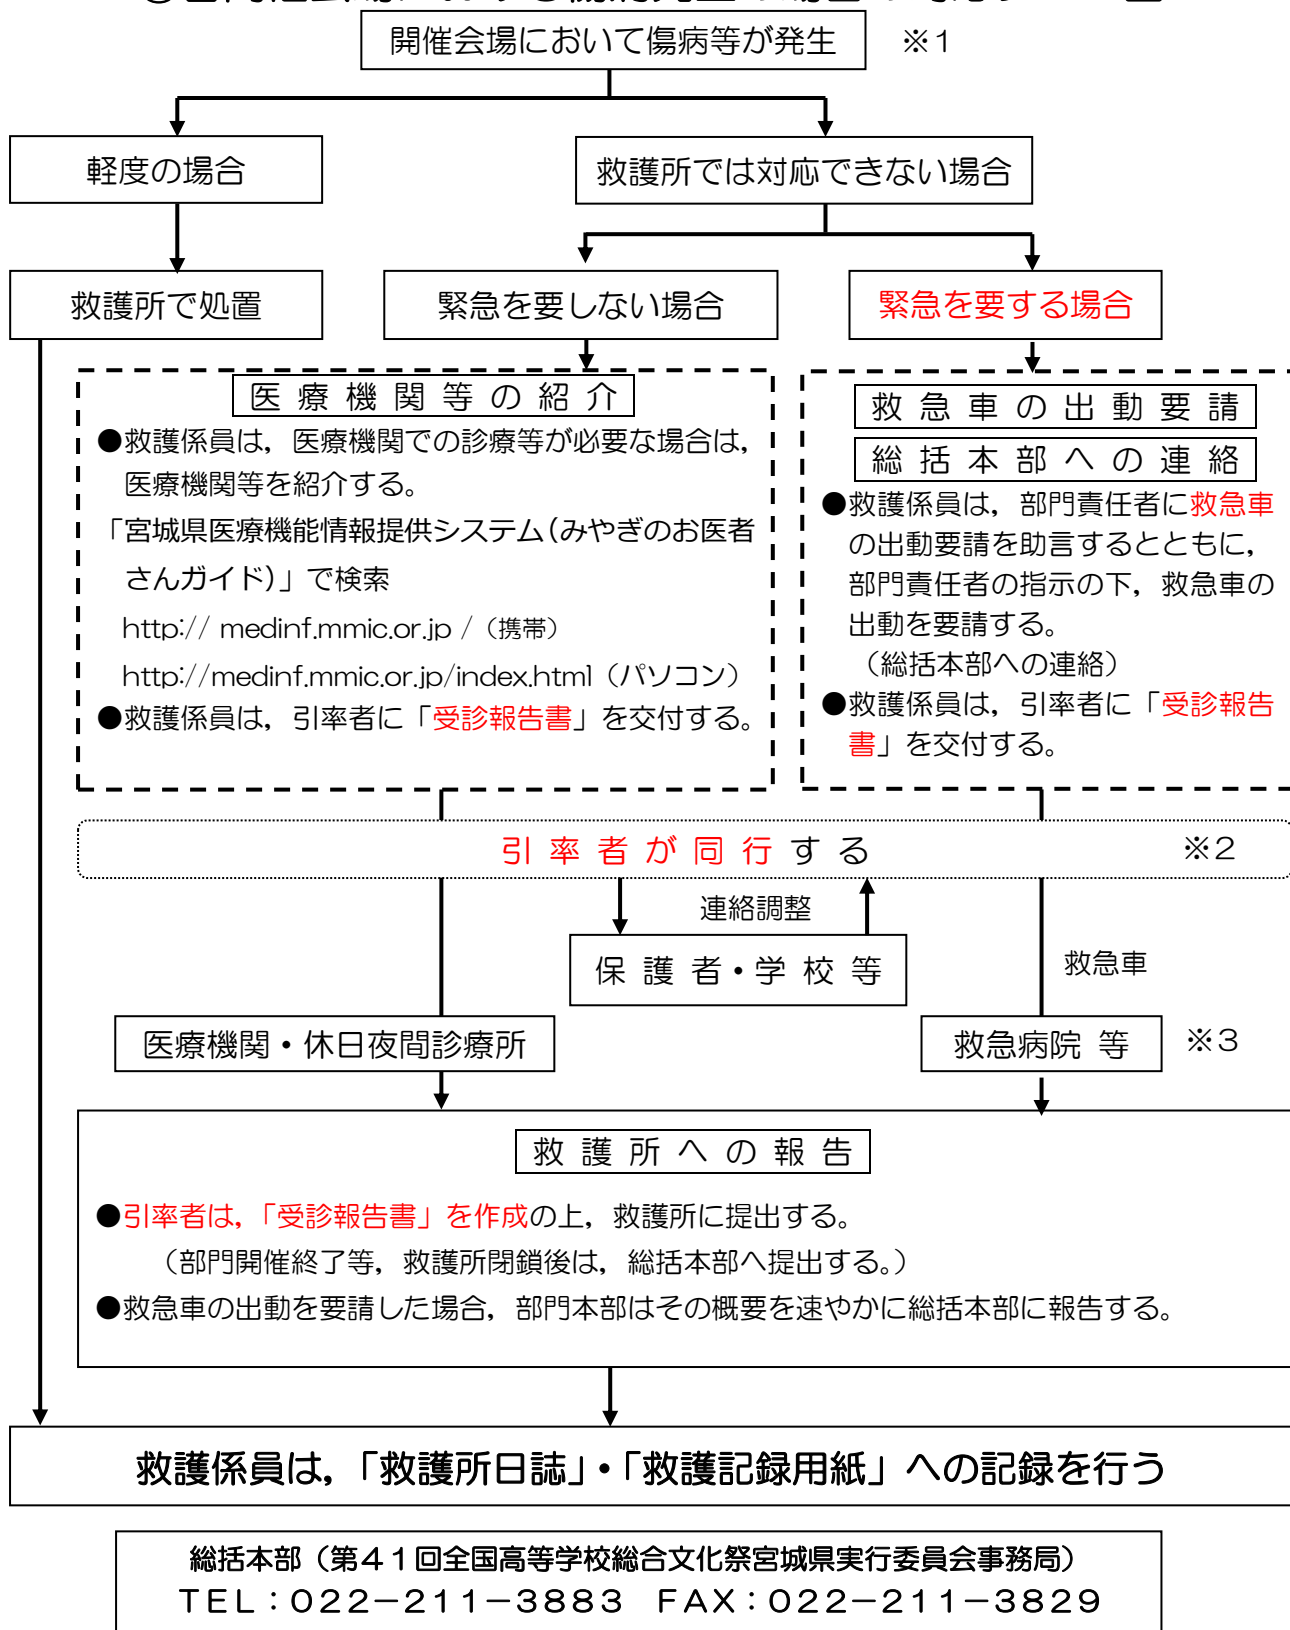 開催会場において傷病等が発生 ※1
軽度の場合
救護所では対応できない場合
救護所で処置
緊急を要しない場合
緊急を要する場合
医療機関等の紹介
●救護係員は，医療機関での診療等が必要な場合は，
医療機関等を紹介する。
「宮城県医療機能情報提供システム（みやぎのお医者
さんガイド）」で検索
http:// medinf.mmic.or.jp /（携帯）
http://medinf.mmic.or.jp/index.html（パソコン）
●救護係員は，引率者に「受診報告書」を交付する。
救急車の出動要請
総括本部への連絡
●救護係員は，部門責任者に救急車
の出動要請を助言するとともに，
部門責任者の指示の下，救急車の
出動を要請する。
（総括本部への連絡）
●救護係員は，引率者に「受診報告
書」を交付する。
引率者が同行する ※2
連絡調整
保護者・学校等
救急車
医療機関・休日夜間診療所
救急病院 等 ※3
救護所への報告
●引率者は，「受診報告書」を作成の上，救護所に提出する。
（部門開催終了等，救護所閉鎖後は，総括本部へ提出する。）
●救急車の出動を要請した場合，部門本部はその概要を速やかに総括本部に報告する。
救護係員は，「救護所日誌」・「救護記録用紙」への記録を行う
総括本部（第４１回全国高等学校総合文化祭宮城県実行委員会事務局）
ＴＥＬ：０２２－２１１－３８８３　ＦＡＸ：０２２－２１１－３８２９